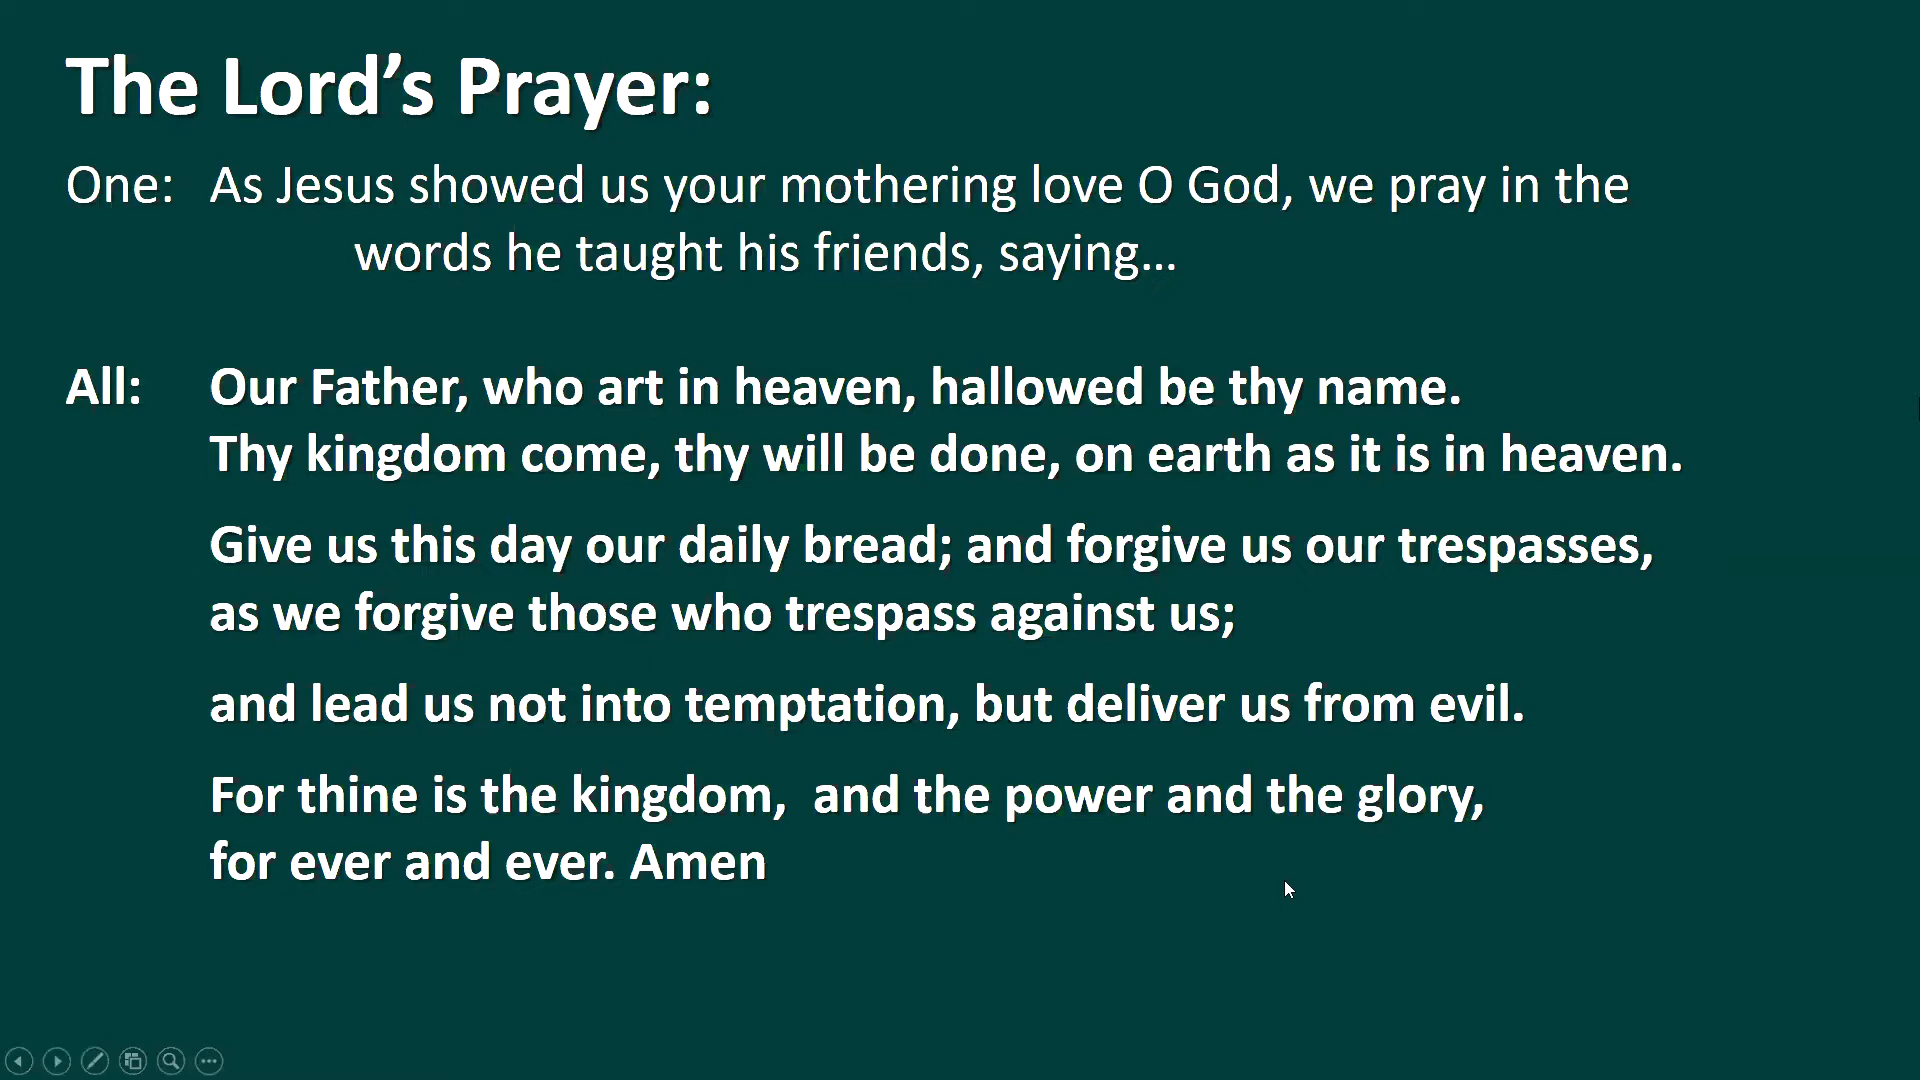 The Lord’s Prayer:
One: As Jesus showed us your mothering love O God, we pray in the
words he taught his friends, saying...
All: Our Father, who art in heaven, hallowed be thy name.
Thy kingdom come, thy will be done, on earth as it is in heaven.
Give us this day our daily bread; and forgive us our trespasses,
as we forgive those who trespass against us;
and lead us not into temptation, but deliver us from evil.
For thine is the kingdom,  and the power and the glory,
for ever and ever. Amen